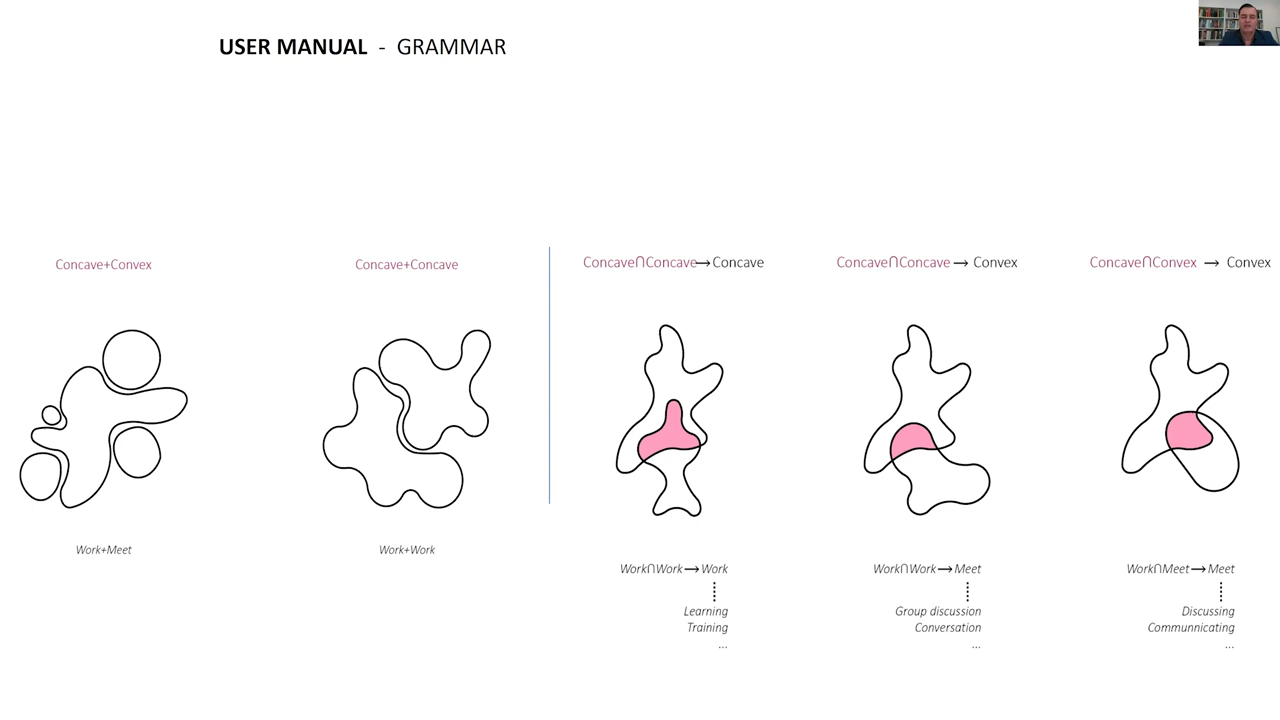 USER MANUAL - GRAMMAR
Concave+Convex
Concave+Concave
Concave∩Concave→Concave
Concave∩Concave → Convex
Concave∩Convex → Convex
Work+Meet
Work+Work
Work∩Work→Work
Learning
Training
...
Work∩Work→Meet
Group discussion
Conversation
...
Work∩Meet→Meet
Discussing
Communnicating
...